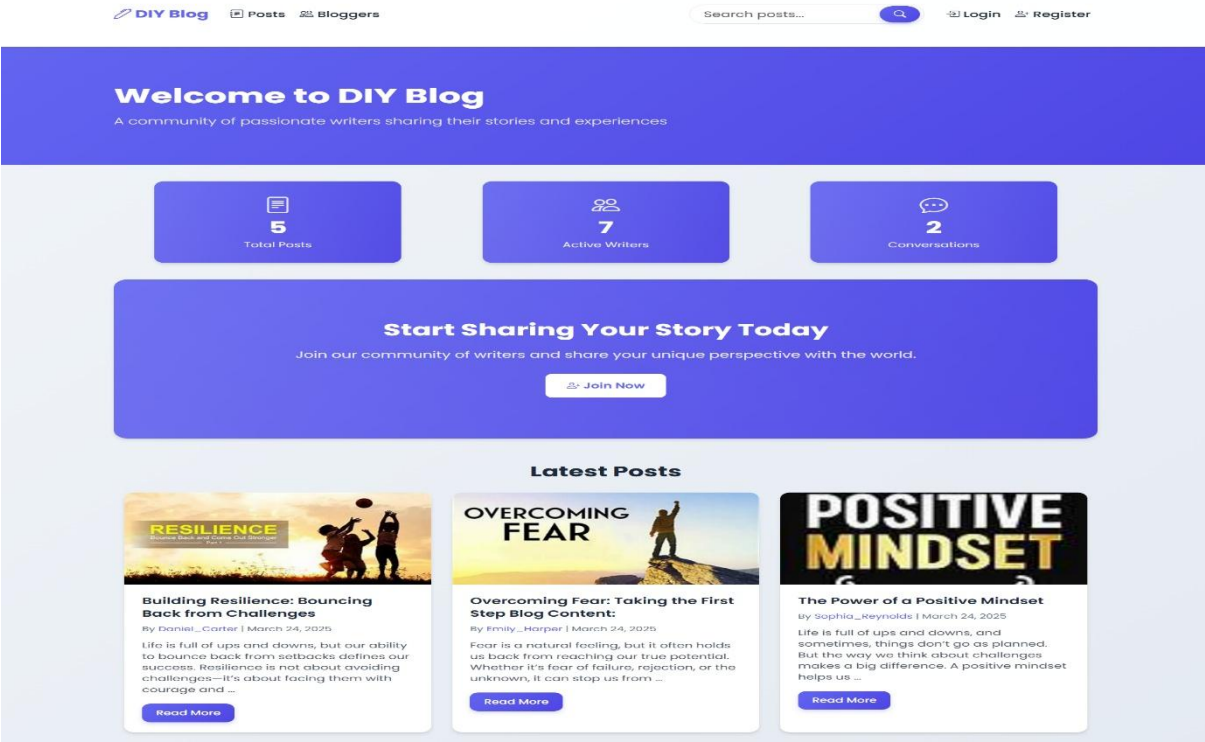 DIY Blog Posts Bloggers Search posts... Login Register
Welcome to DIY Blog
A community of passionate writers sharing their stories and experiences
5
Total Posts
7
Active Writers
2
Conversations
Start Sharing Your Story Today
Join our community of writers and share your unique perspective with the world.
Join Now
Latest Posts
RESILIENCE
Bounce Back and Come Out Stronger
Part 1
Building Resilience: Bouncing
Back from Challenges
By Daniel_Carter | March 24, 2025
Life is full of ups and downs, but our ability
to bounce back from setbacks defines our
success. Resilience is not about avoiding
challenges—it's about facing them with
courage and ...
Read More
OVERCOMING
FEAR
Overcoming Fear: Taking the First
Step Blog Content:
By Emily_Harper | March 24, 2025
Fear is a natural feeling, but it often holds
us back from reaching our true potential.
Whether it's fear of failure, rejection, or the
unknown, it can stop us from ...
Read More
POSITIVE
MINDSET
The Power of a Positive Mindset
By Sophia_Reynolds | March 24, 2025
Life is full of ups and downs, and
sometimes, things don't go as planned.
But the way we think about challenges
makes a big difference. A positive mindset
helps us ...
Read More